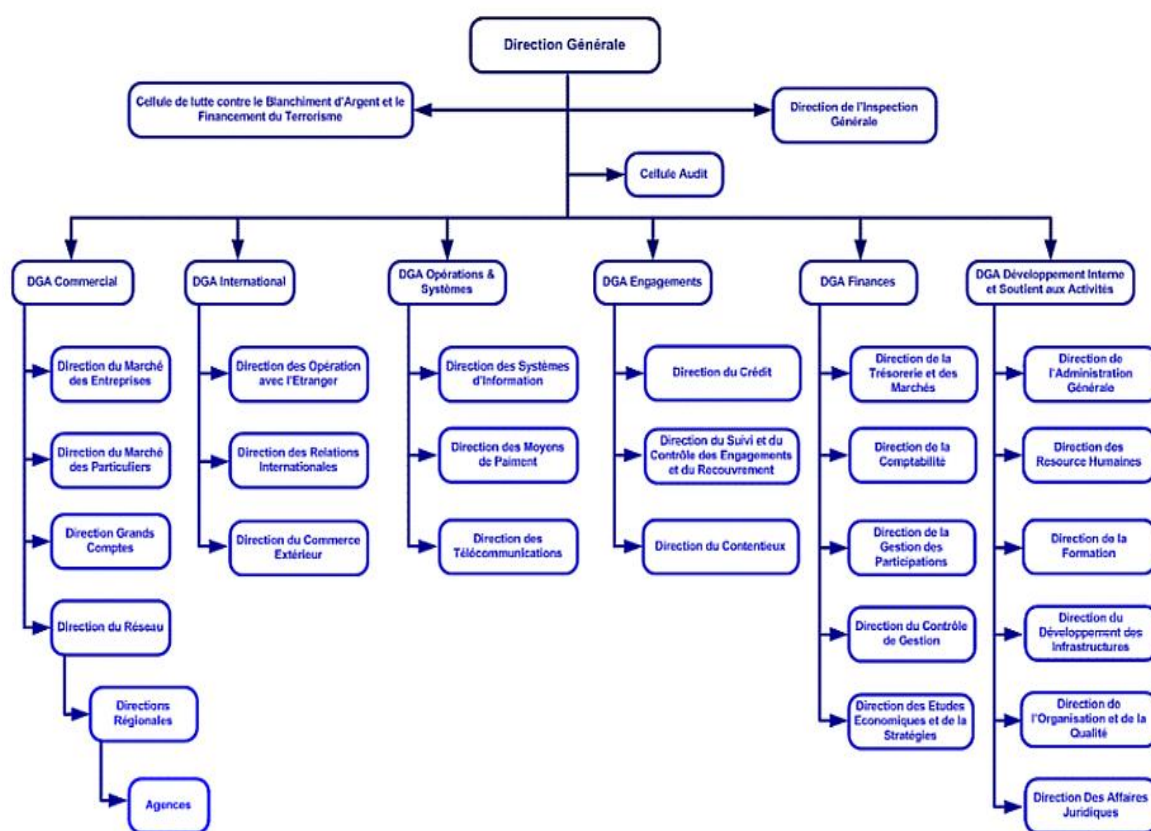 Direction Générale
Cellule de lutte contre le Blanchiment d'Argent et le
Financement du Terrorisme
Direction de l'Inspection
Générale
Cellule Audit
DGA Commercial
Direction du Marché
des Entreprises
Direction du Marché
des Particuliers
Direction Grands
Comptes
Direction du Réseau
Directions
Régionales
Agences
DGA International
Direction des Opération
avec l'Etranger
Direction des Relations
Internationales
Direction du Commerce
Extérieur
DGA Opérations &
Systèmes
Direction des Systèmes
d'Information
Direction des Moyens
de Paiment
Direction des
Télécommunications
DGA Engagements
Direction du Crédit
Direction du Suivi et du
Contrôle des Engagements
et du Recouvrement
Direction du Contentieux
DGA Finances
Direction de la
Trésorerie et des
Marchés
Direction de la
Comptabilité
Direction de la
Gestion des
Participations
Direction du Contrôle
de Gestion
Direction des Etudes
Economiques et de la
Stratégies
DGA Développement Interne
et Soutient aux Activités
Direction de
l'Administration
Générale
Direction des
Resource Humaines
Direction de la
Formation
Direction du
Développement des
Infrastructures
Direction de
l'Organisation et de la
Qualité
Direction Des Affaires
Juridiques